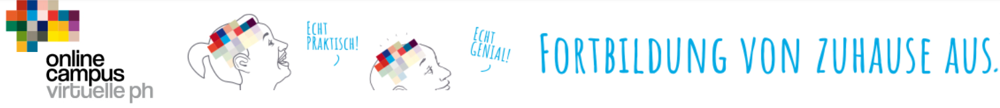 online
campus
virtuelle ph
ECHT
PRAKTISCH!
ECHT
GENIAL!
FORTBILDUNG VON ZUHAUSE AUS.